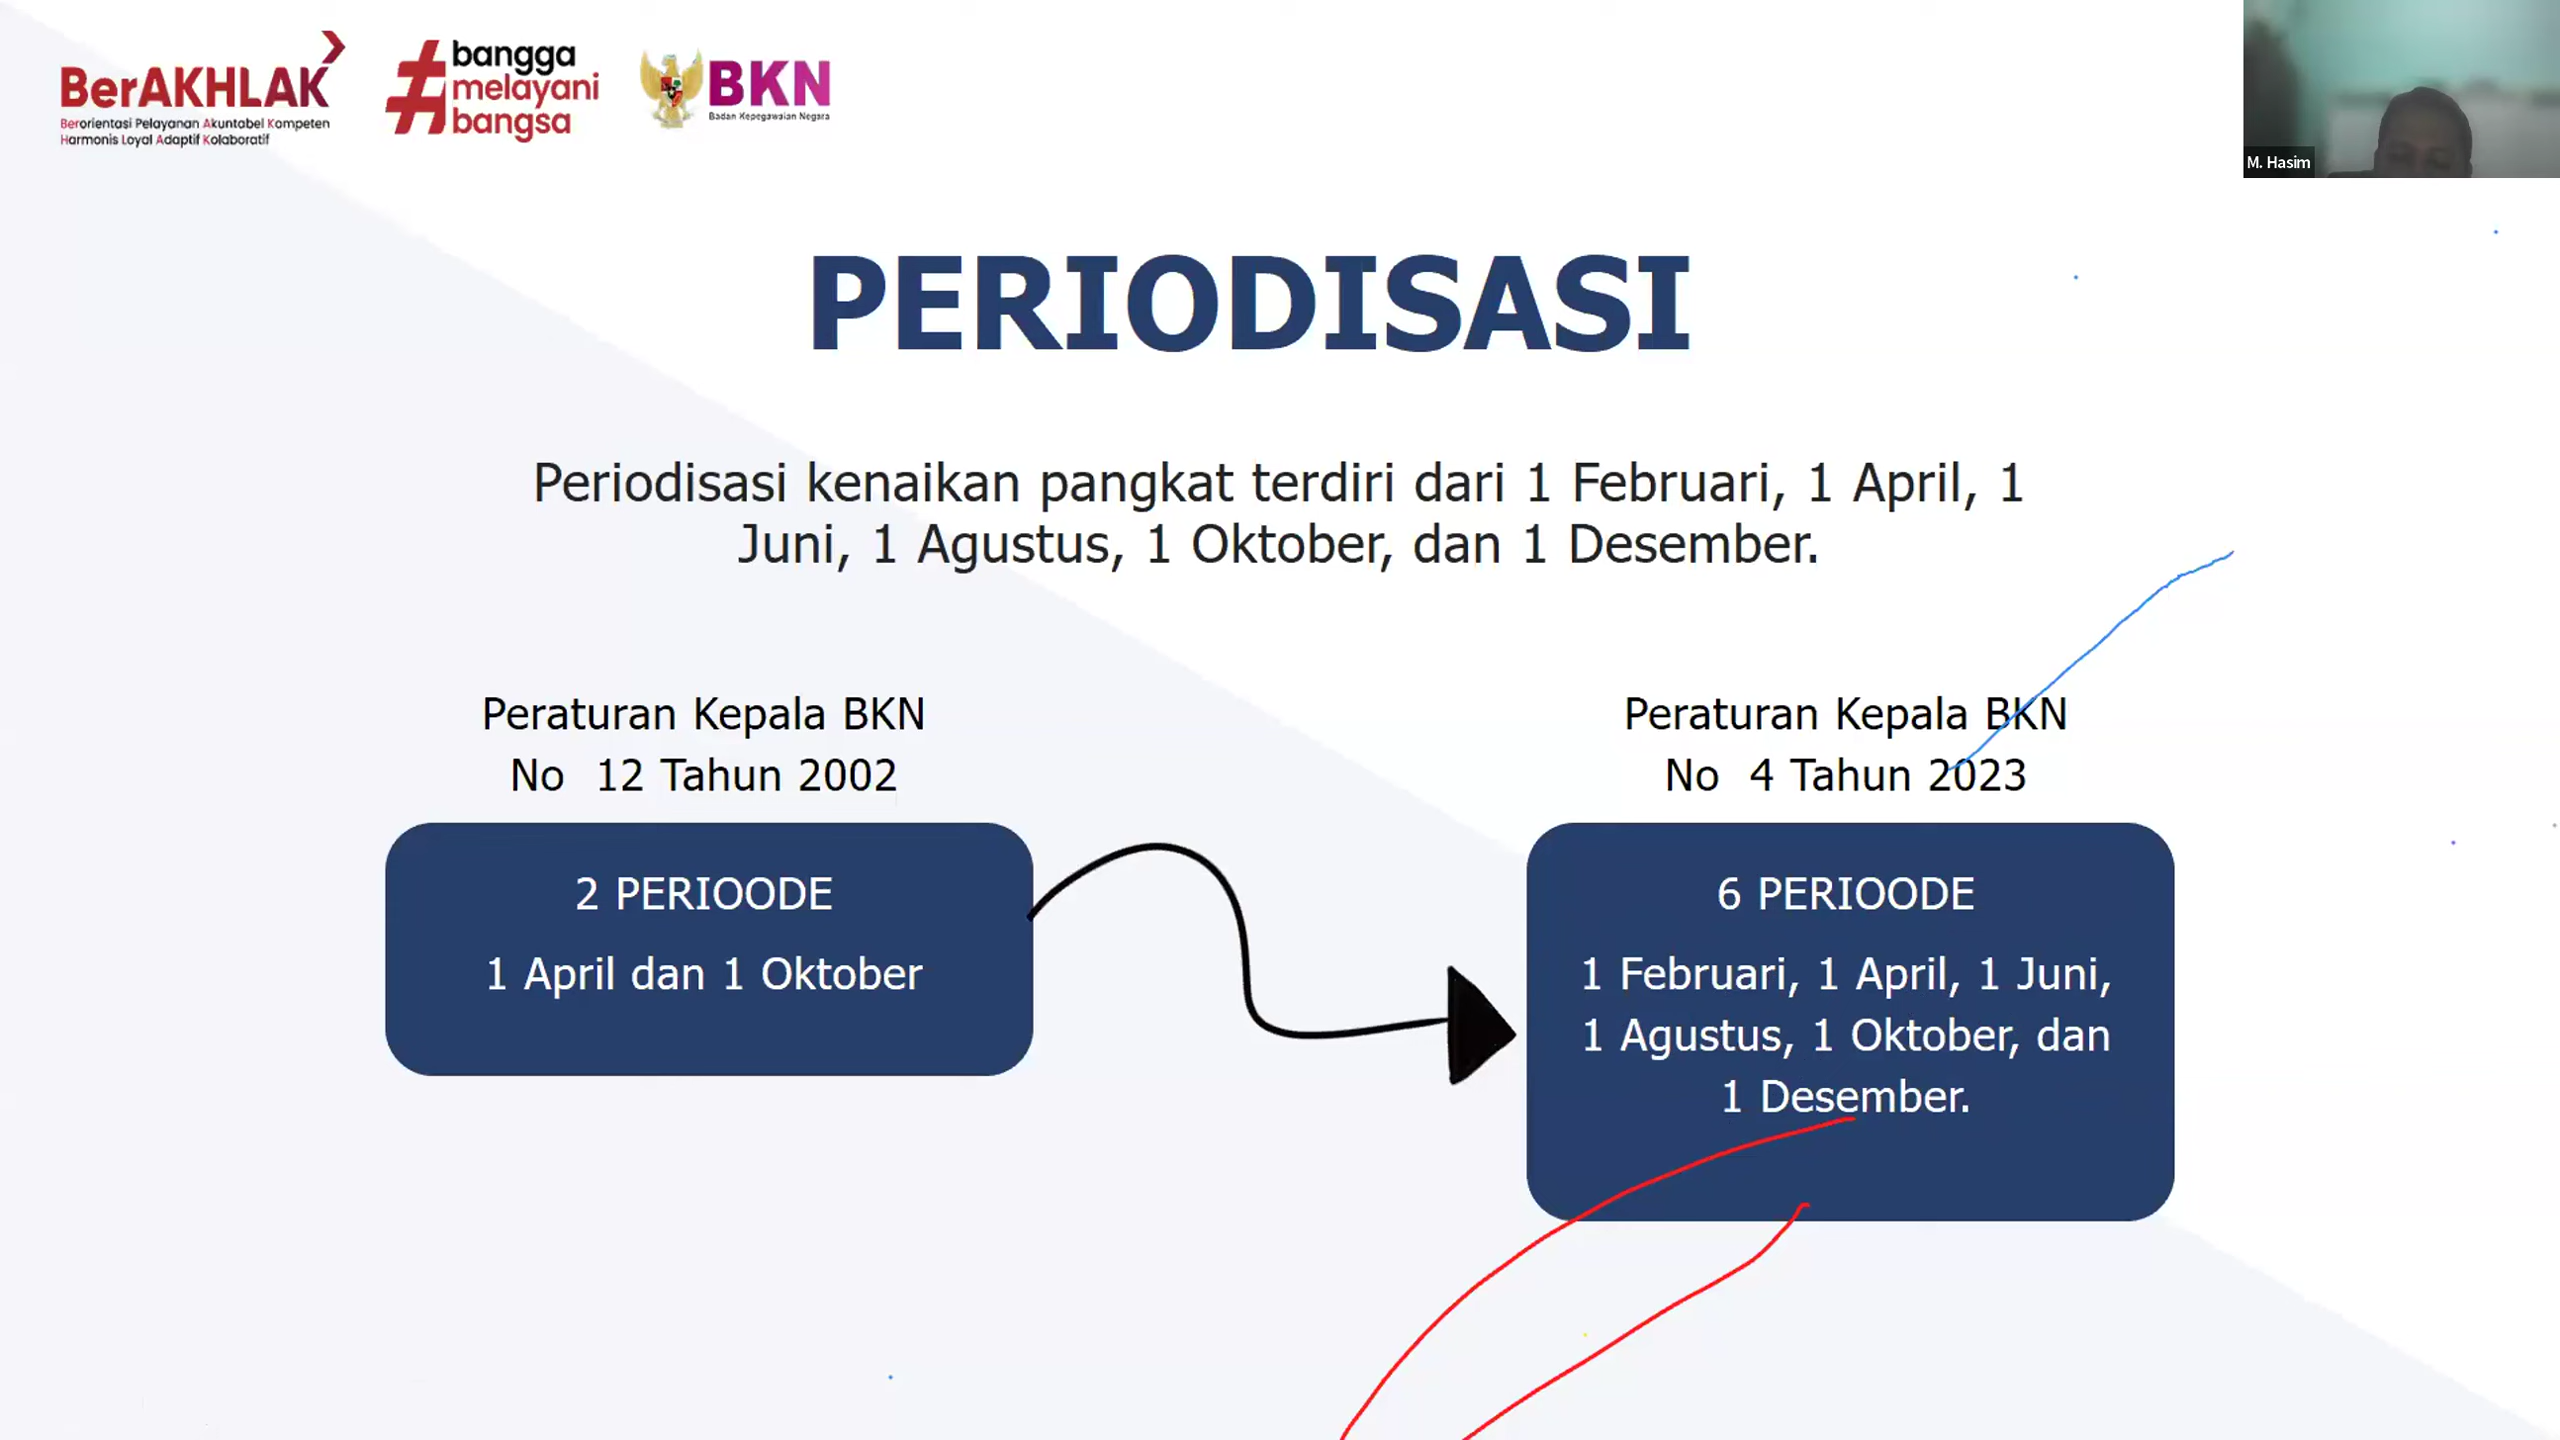 BerAKHLAK
Berorientasi Pelayanan Akuntabel Kompeten
Harmonis Loyal Adaptif Kolaboratif
#bangga
melayani
bangsa
BKN
Badan Kepegawaian Negara
M. Hasim
PERIODISASI
Periodisasi kenaikan pangkat terdiri dari 1 Februari, 1 April, 1
Juni, 1 Agustus, 1 Oktober, dan 1 Desember.
Peraturan Kepala BKN
No 12 Tahun 2002
2 PERIOODE
1 April dan 1 Oktober
Peraturan Kepala BKN
No 4 Tahun 2023
6 PERIOODE
1 Februari, 1 April, 1 Juni,
1 Agustus, 1 Oktober, dan
1 Desember.